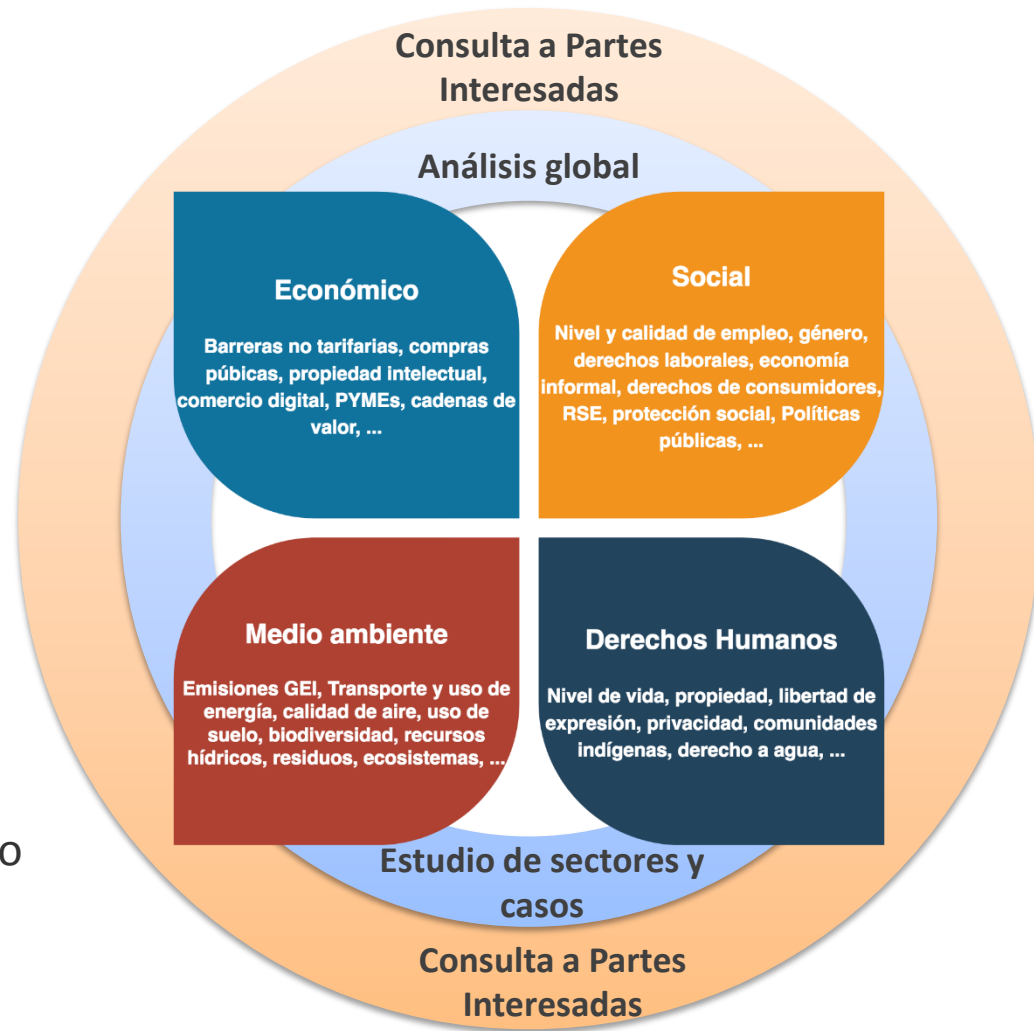 Consulta a Partes
Interesadas
Análisis global
Económico
Barreras no tarifarias, compras
púbicas, propiedad intelectual,
comercio digital, PYMEs, cadenas de
valor, ...
Social
Nivel y calidad de empleo, género,
derechos laborales, economía
informal, derechos de consumidores,
RSE, protección social, Políticas
públicas, ...
Medio ambiente
Emisiones GEI, Transporte y uso de
energía, calidad de aire, uso de
suelo, biodiversidad, recursos
hídricos, residuos, ecosistemas, ...
Derechos Humanos
Nivel de vida, propiedad, libertad de
expresión, privacidad, comunidades
indígenas, derecho a agua, ...
o
Estudio de sectores y
casos
Consulta a Partes
Interesadas